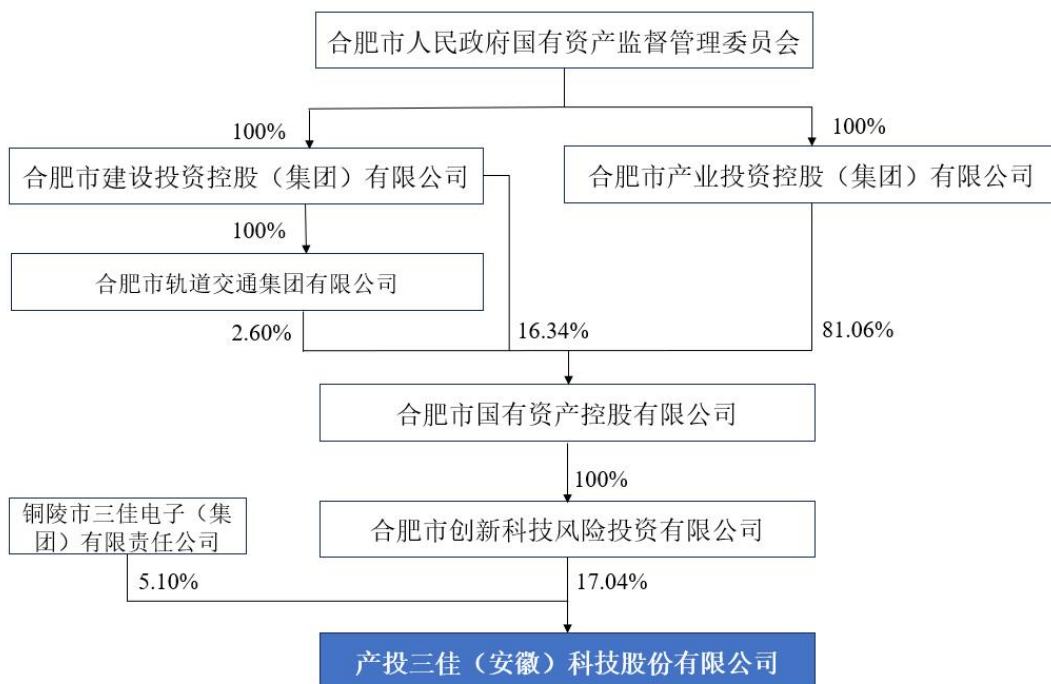 合肥市人民政府国有资产监督管理委员会
100%
100%
合肥市建设投资控股（集团）有限公司
合肥市产业投资控股（集团）有限公司
100%
合肥市轨道交通集团有限公司
2.60%
16.34%
81.06%
合肥市国有资产控股有限公司
100%
铜陵市三佳电子（集
团）有限责任公司
合肥市创新科技风险投资有限公司
5.10%
17.04%
产投三佳（安徽）科技股份有限公司